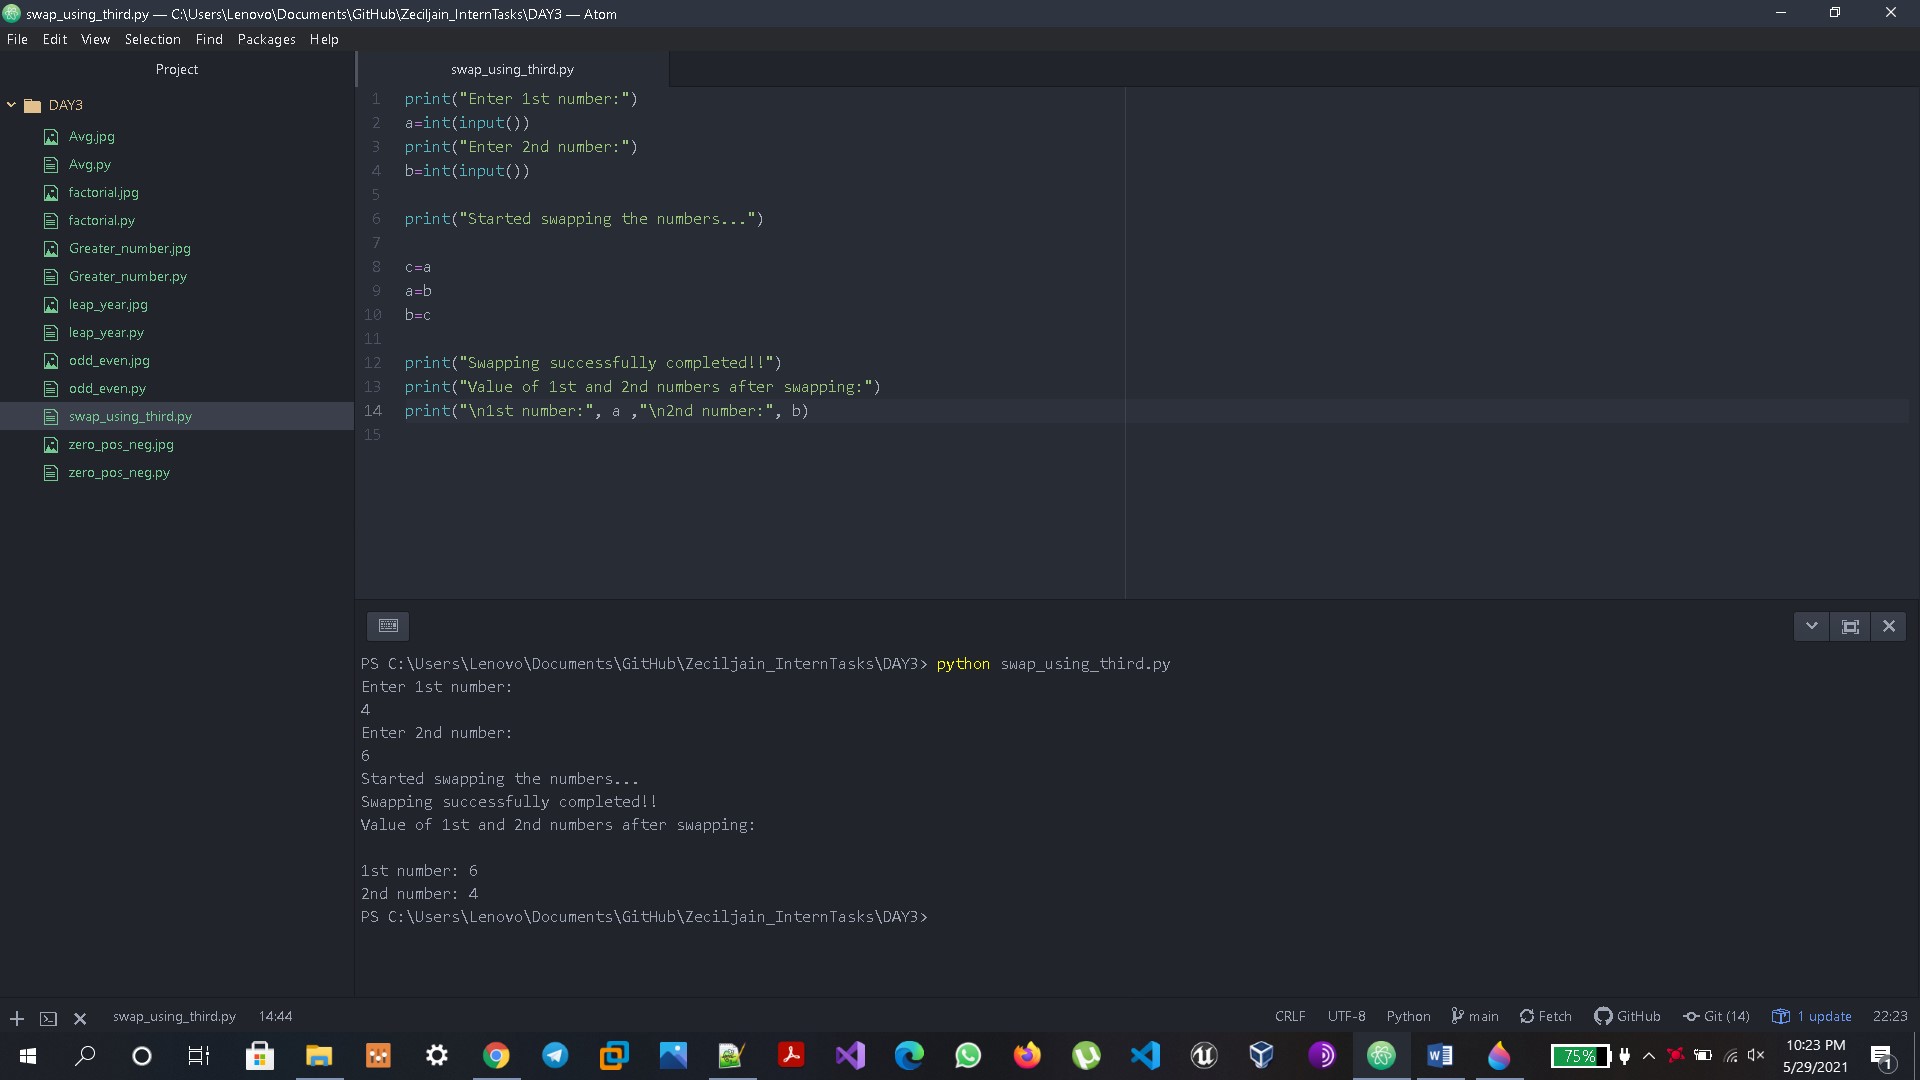 swap_using_third.py — C:\Users\Lenovo\Documents\GitHub\Zeciljain_InternTasks\DAY3 — Atom
File Edit View Selection Find Packages Help
Project
DAY3
Avg.jpg
Avg.py
factorial.jpg
factorial.py
Greater_number.jpg
Greater_number.py
leap_year.jpg
leap_year.py
odd_even.jpg
odd_even.py
swap_using_third.py
zero_pos_neg.jpg
zero_pos_neg.py
swap_using_third.py
1 print("Enter 1st number:")
2 a=int(input())
3 print("Enter 2nd number:")
4 b=int(input())
5
6 print("Started swapping the numbers...")
7
8 c=a
9 a=b
10 b=c
11
12 print("Swapping successfully completed!!")
13 print("Value of 1st and 2nd numbers after swapping:")
14 print("\n1st number:", a ,"\n2nd number:", b)
15
PS C:\Users\Lenovo\Documents\GitHub\Zeciljain_InternTasks\DAY3> python swap_using_third.py
Enter 1st number:
4
Enter 2nd number:
6
Started swapping the numbers...
Swapping successfully completed!!
Value of 1st and 2nd numbers after swapping:
1st number: 6
2nd number: 4
PS C:\Users\Lenovo\Documents\GitHub\Zeciljain_InternTasks\DAY3>
swap_using_third.py 14:44 CRLF UTF-8 Python main Fetch GitHub Git (14) 1 update 22:23
75% 10:23 PM
5/29/2021
1